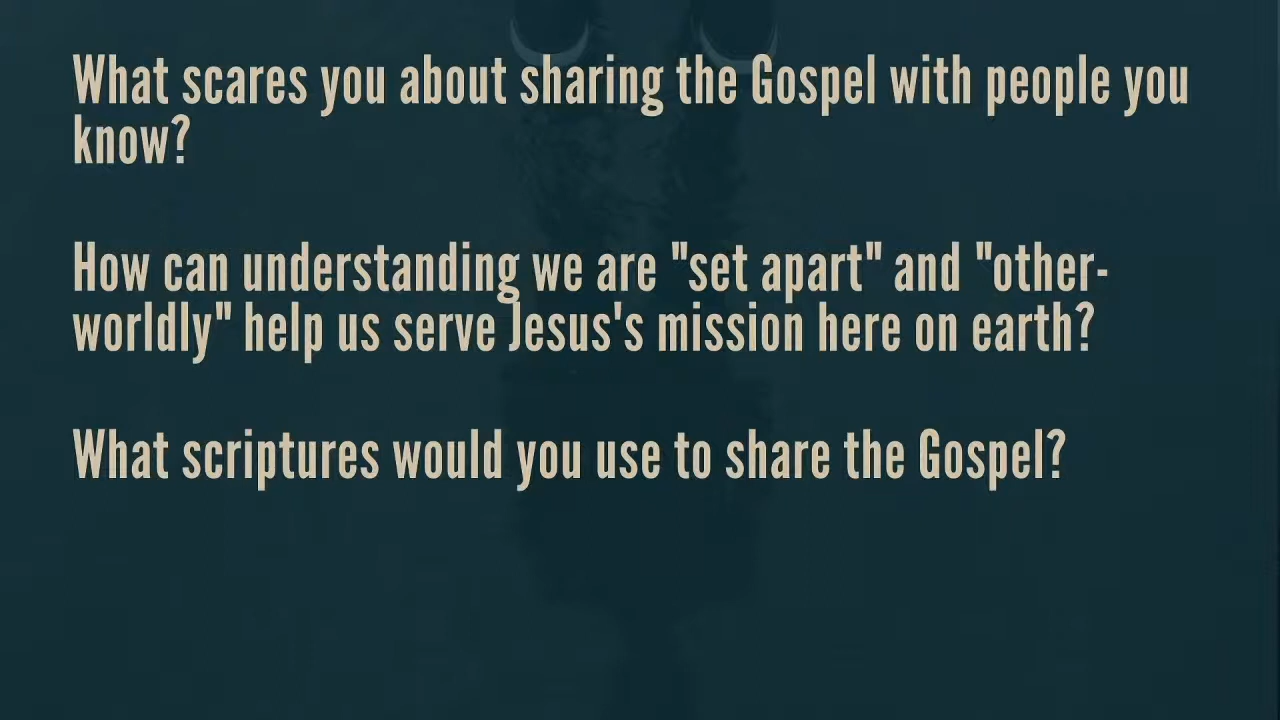 What scares you about sharing the Gospel with people you
know?
How can understanding we are "set apart" and "other-
worldly" help us serve Jesus's mission here on earth?
What scriptures would you use to share the Gospel?